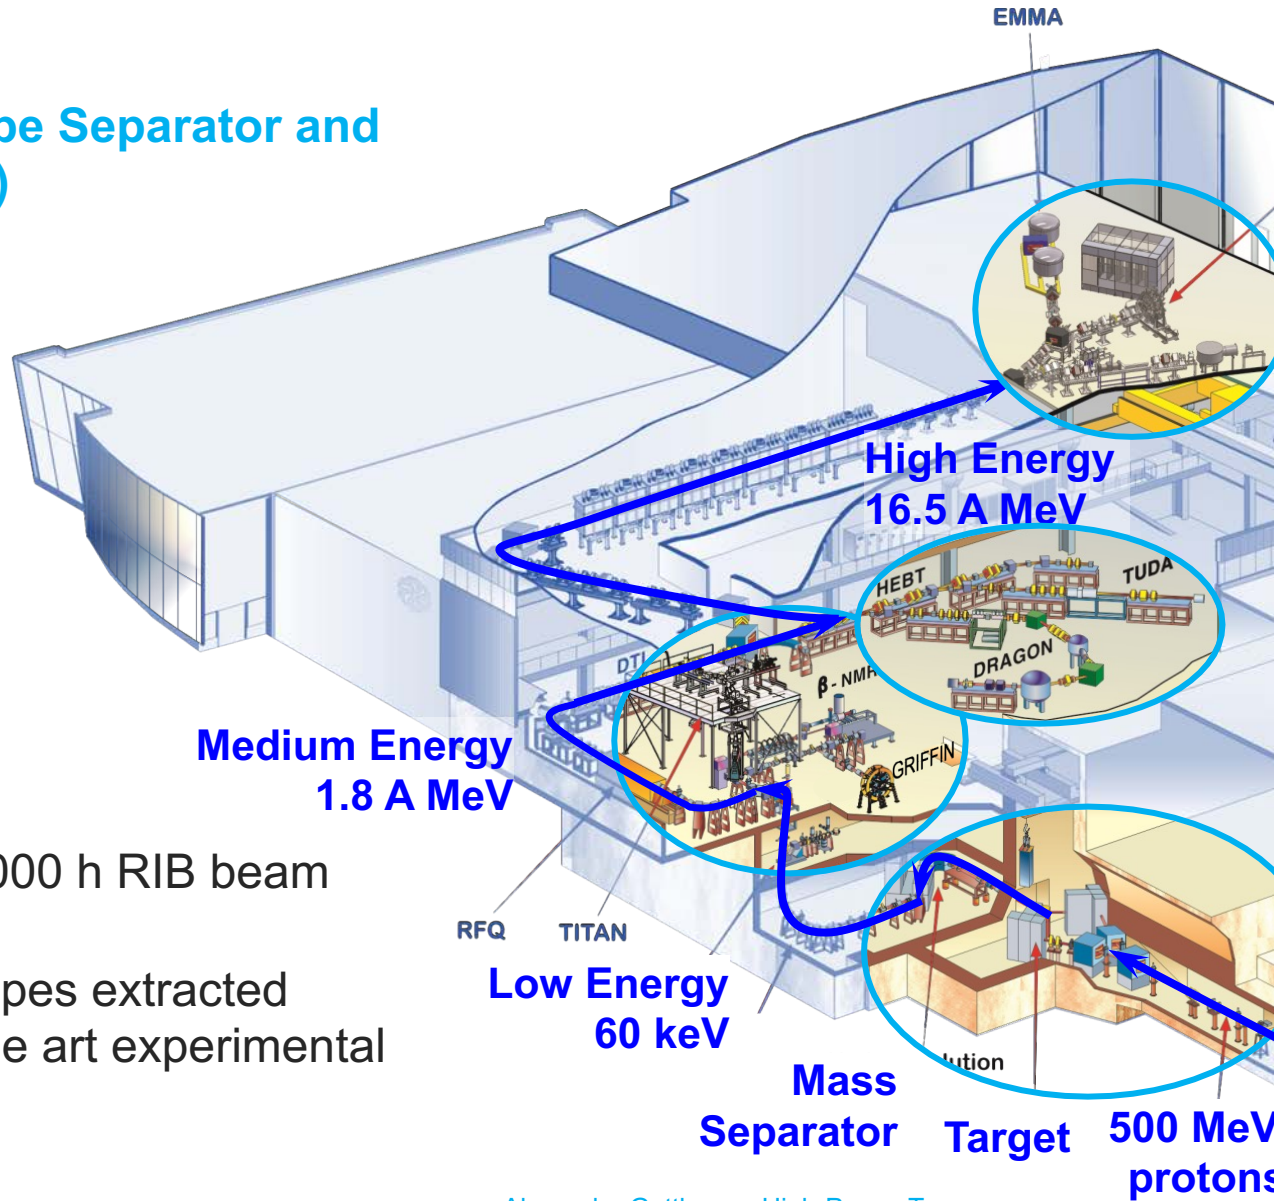 EMMA
pe Separator and
)
High Energy
16.5 A MeV
HEBT
TUDA
DTL
β - NMR
DRAGON
GRIFFIN
Medium Energy
1.8 A MeV
000 h RIB beam
RFQ
TITAN
pes extracted
Low Energy
60 keV
e art experimental
lution
Mass
Separator
Target
500 MeV
protons